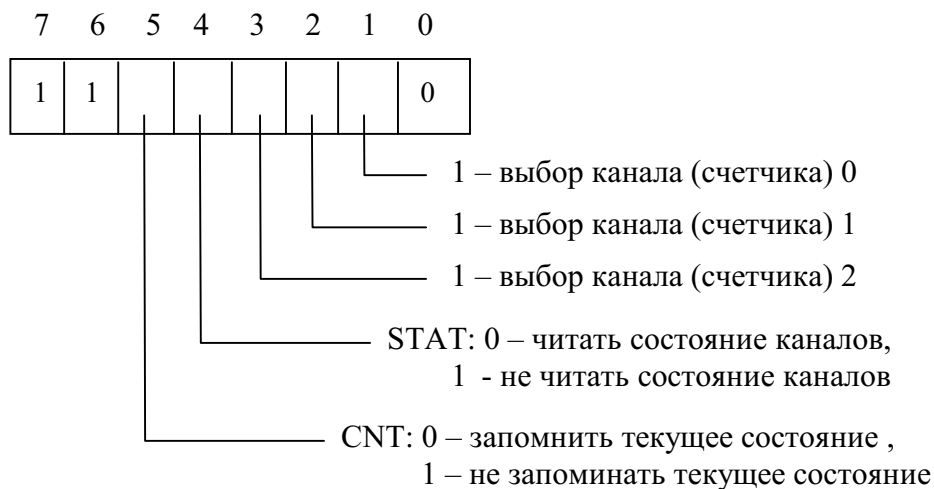 7 6 5 4 3 2 1 0
1 1 0
1 – выбор канала (счетчика) 0
1 – выбор канала (счетчика) 1
1 – выбор канала (счетчика) 2
STAT: 0 – читать состояние каналов,
1 - не читать состояние каналов
CNT: 0 – запомнить текущее состояние ,
1 – не запоминать текущее состояние